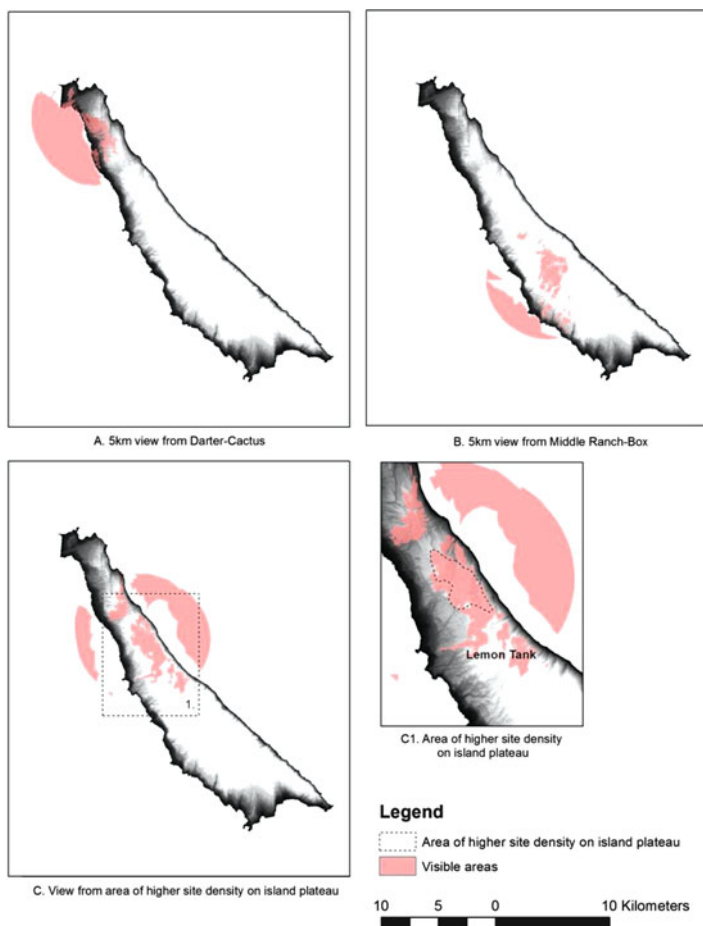 A. 5km view from Darter-Cactus
B. 5km view from Middle Ranch-Box
1.
C. View from area of higher site density on island plateau
Lemon Tank
C1. Area of higher site density
on island plateau
Legend
Area of higher site density on island plateau
Visible areas
10 5 0 10 Kilometers